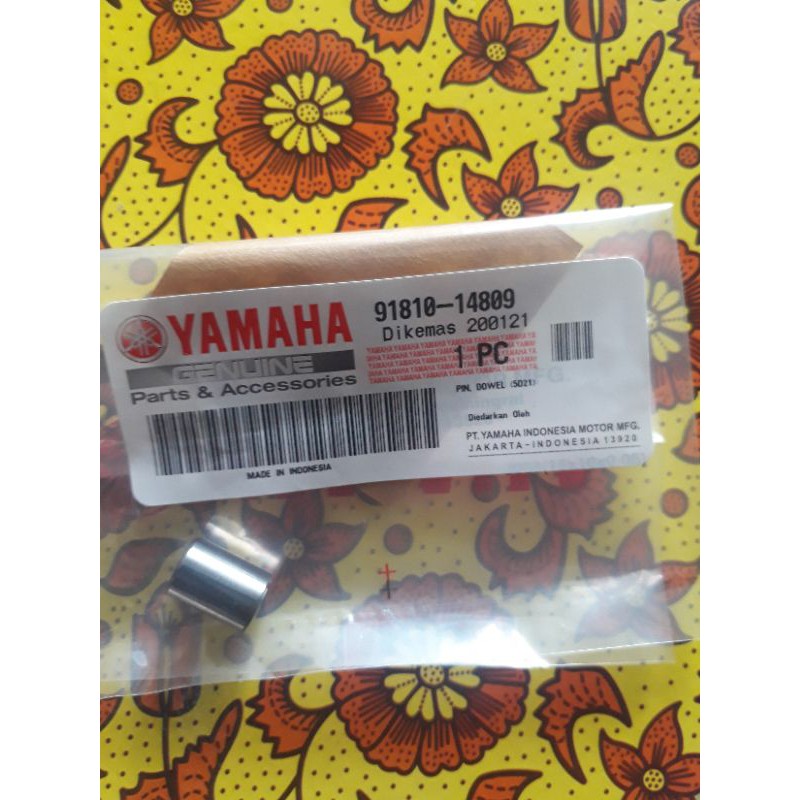 YAMAHA
GENUINE
Parts & Accessories
91810-14809
Dikemas 200121
1 PC
PIN, DOWEL (5D21)
Diedarkan Oleh
PT. YAMAHA INDONESIA MOTOR MFG.
JAKARTA-INDONESIA 13920
MADE IN INDONESIA